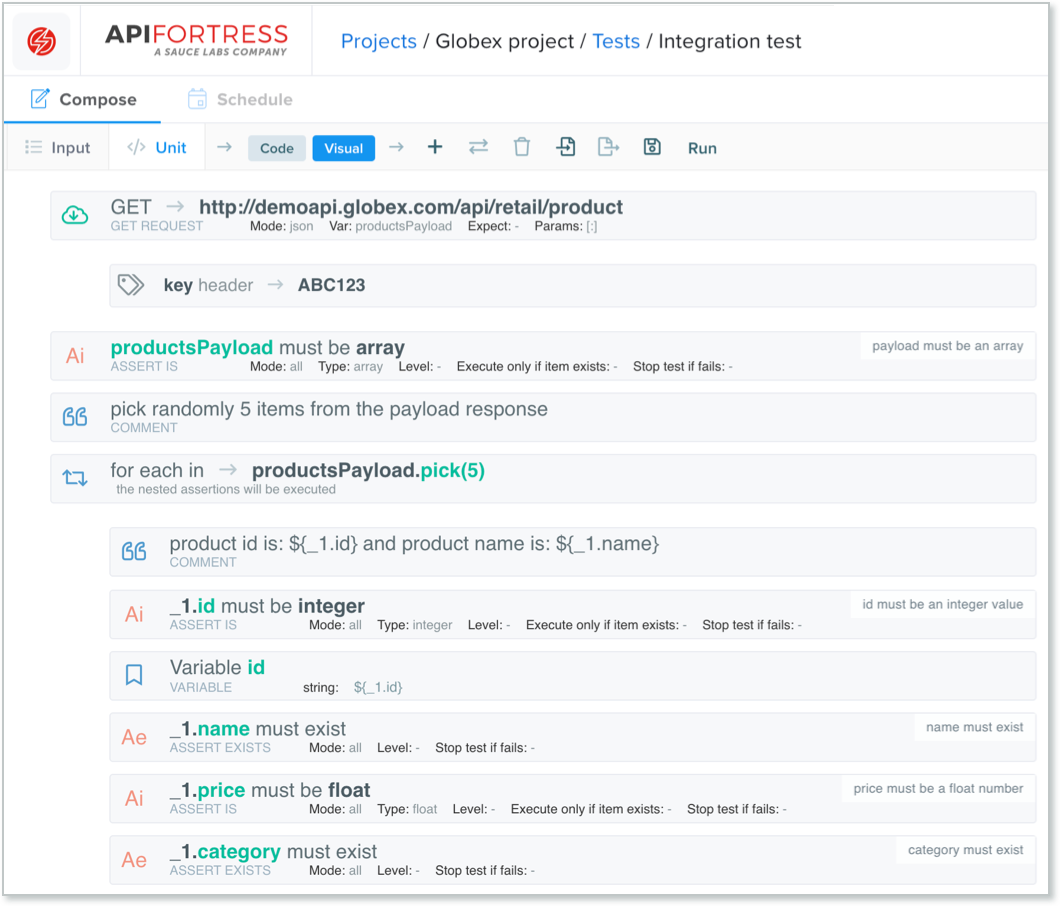 APIFORTRESS
A SAUCE LABS COMPANY
Projects / Globex project / Tests / Integration test
Compose Schedule
Input </> Unit → Code Visual → + Run
GET → http://demoapi.globex.com/api/retail/product
GET REQUEST Mode: json Var: productsPayload Expect: - Params: [:]
key header → ABC123
Ai productsPayload must be array payload must be an array
ASSERT IS Mode: all Type: array Level: - Execute only if item exists: - Stop test if fails: -
pick randomly 5 items from the payload response
COMMENT
for each in → productsPayload.pick(5)
the nested assertions will be executed
product id is: ${_1.id} and product name is: ${_1.name}
COMMENT
Ai _1.id must be integer id must be an integer value
ASSERT IS Mode: all Type: integer Level: - Execute only if item exists: - Stop test if fails: -
Variable id
VARIABLE string: ${_1.id}
Ae _1.name must exist name must exist
ASSERT EXISTS Mode: all Level: - Stop test if fails: -
Ai _1.price must be float price must be a float number
ASSERT IS Mode: all Type: float Level: - Execute only if item exists: - Stop test if fails: -
Ae _1.category must exist category must exist
ASSERT EXISTS Mode: all Level: - Stop test if fails: -